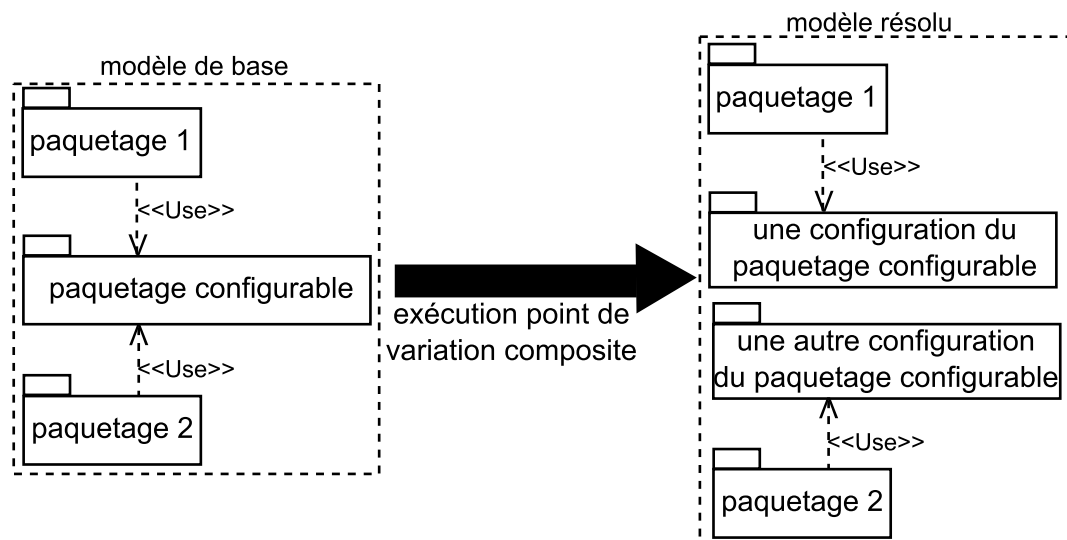 modèle de base
paquetage 1
<<Use>>
paquetage configurable
<<Use>>
paquetage 2
exécution point de
variation composite
modèle résolu
paquetage 1
<<Use>>
une configuration du
paquetage configurable
une autre configuration
du paquetage configurable
<<Use>>
paquetage 2